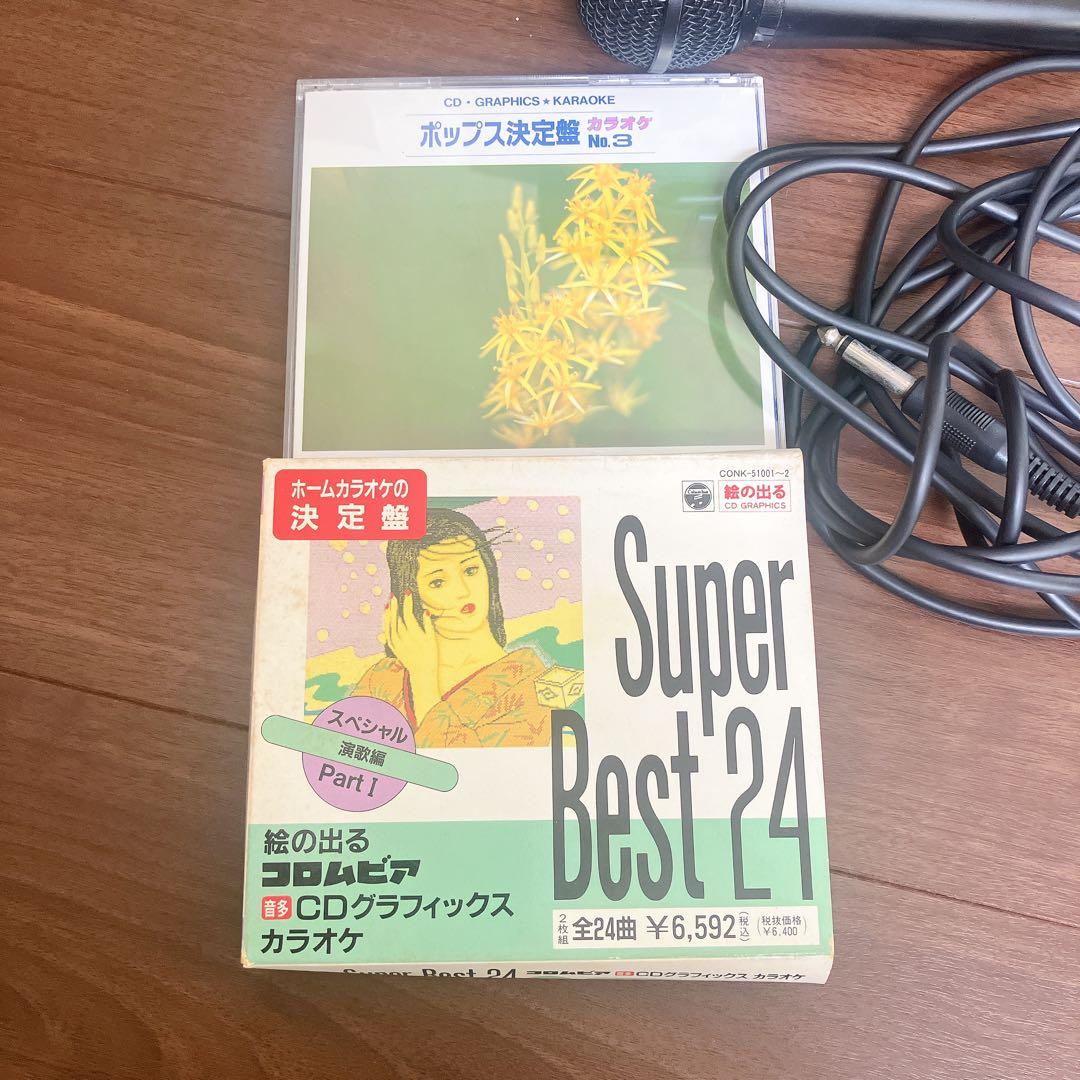 CD・GRAPHICS★KARAOKE
ポップス決定盤 カラオケ No.3
ホームカラオケの
決定盤
CONK-51001〜2
Columbia
絵の出る
CD GRAPHICS
Super
Best 24
スペシャル
演歌編
Part I
絵の出る
コロムビア
音多 CDグラフィックス
カラオケ
2枚組 全24曲 ¥6,592(税込) (税抜価格 ¥6,400)
Super Best 24 コロムビア 音多 CDグラフィックス カラオケ